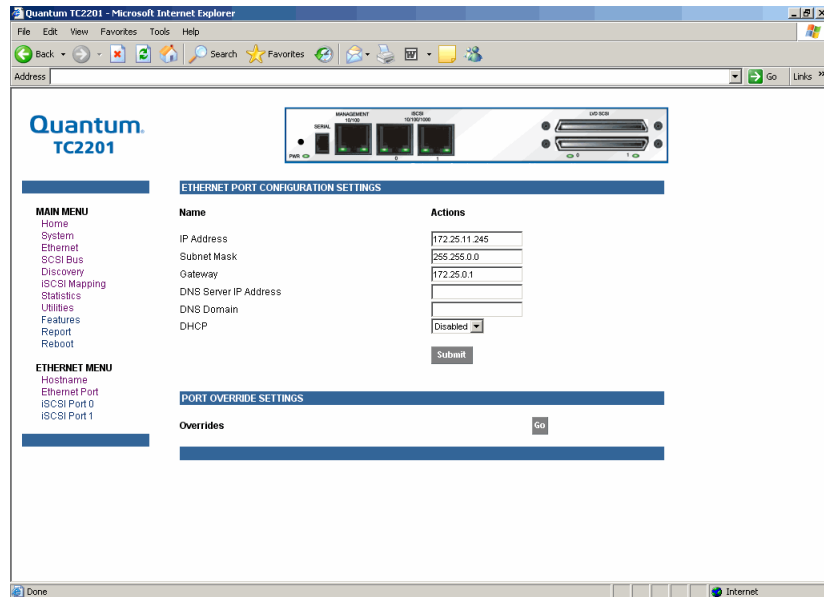 Quantum TC2201 - Microsoft Internet Explorer
File Edit View Favorites Tools Help
Back Search Favorites
Address Go Links »
Quantum.
TC2201
MANAGEMENT
10/100
iSCSI
10/100/1000
LVD SCSI
SERIAL
PWR 0 1 0 1
ETHERNET PORT CONFIGURATION SETTINGS
MAIN MENU
Home
System
Ethernet
SCSI Bus
Discovery
iSCSI Mapping
Statistics
Utilities
Features
Report
Reboot
ETHERNET MENU
Hostname
Ethernet Port
iSCSI Port 0
iSCSI Port 1
Name Actions
IP Address 172.25.11.245
Subnet Mask 255.255.0.0
Gateway 172.25.0.1
DNS Server IP Address
DNS Domain
DHCP Disabled
Submit
PORT OVERRIDE SETTINGS
Overrides Go
Done Internet